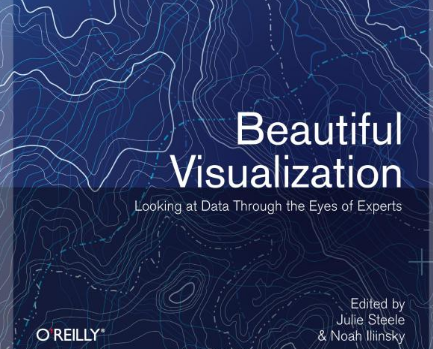 Beautiful
Visualization
Looking at Data Through the Eyes of Experts
Edited by
Julie Steele
& Noah Iliinsky
O'REILLY®